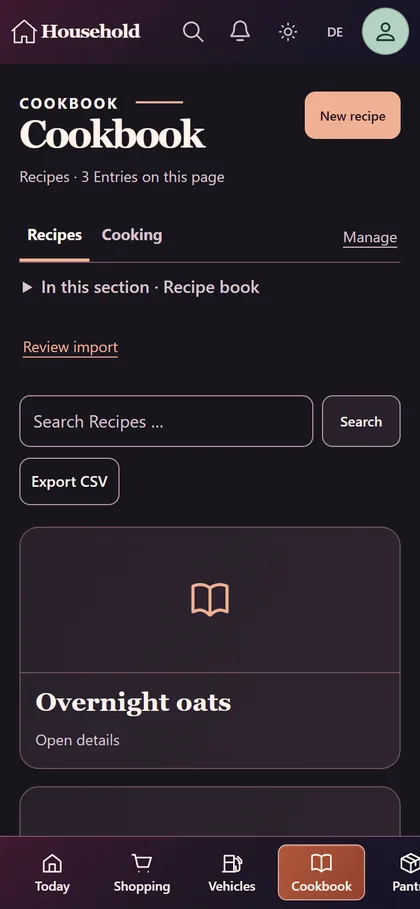 Household
DE
COOKBOOK
Cookbook
New recipe
Recipes · 3 Entries on this page
Recipes
Cooking
Manage
▶ In this section · Recipe book
Review import
Search Recipes ...
Search
Export CSV
Overnight oats
Open details
Today
Shopping
Vehicles
Cookbook